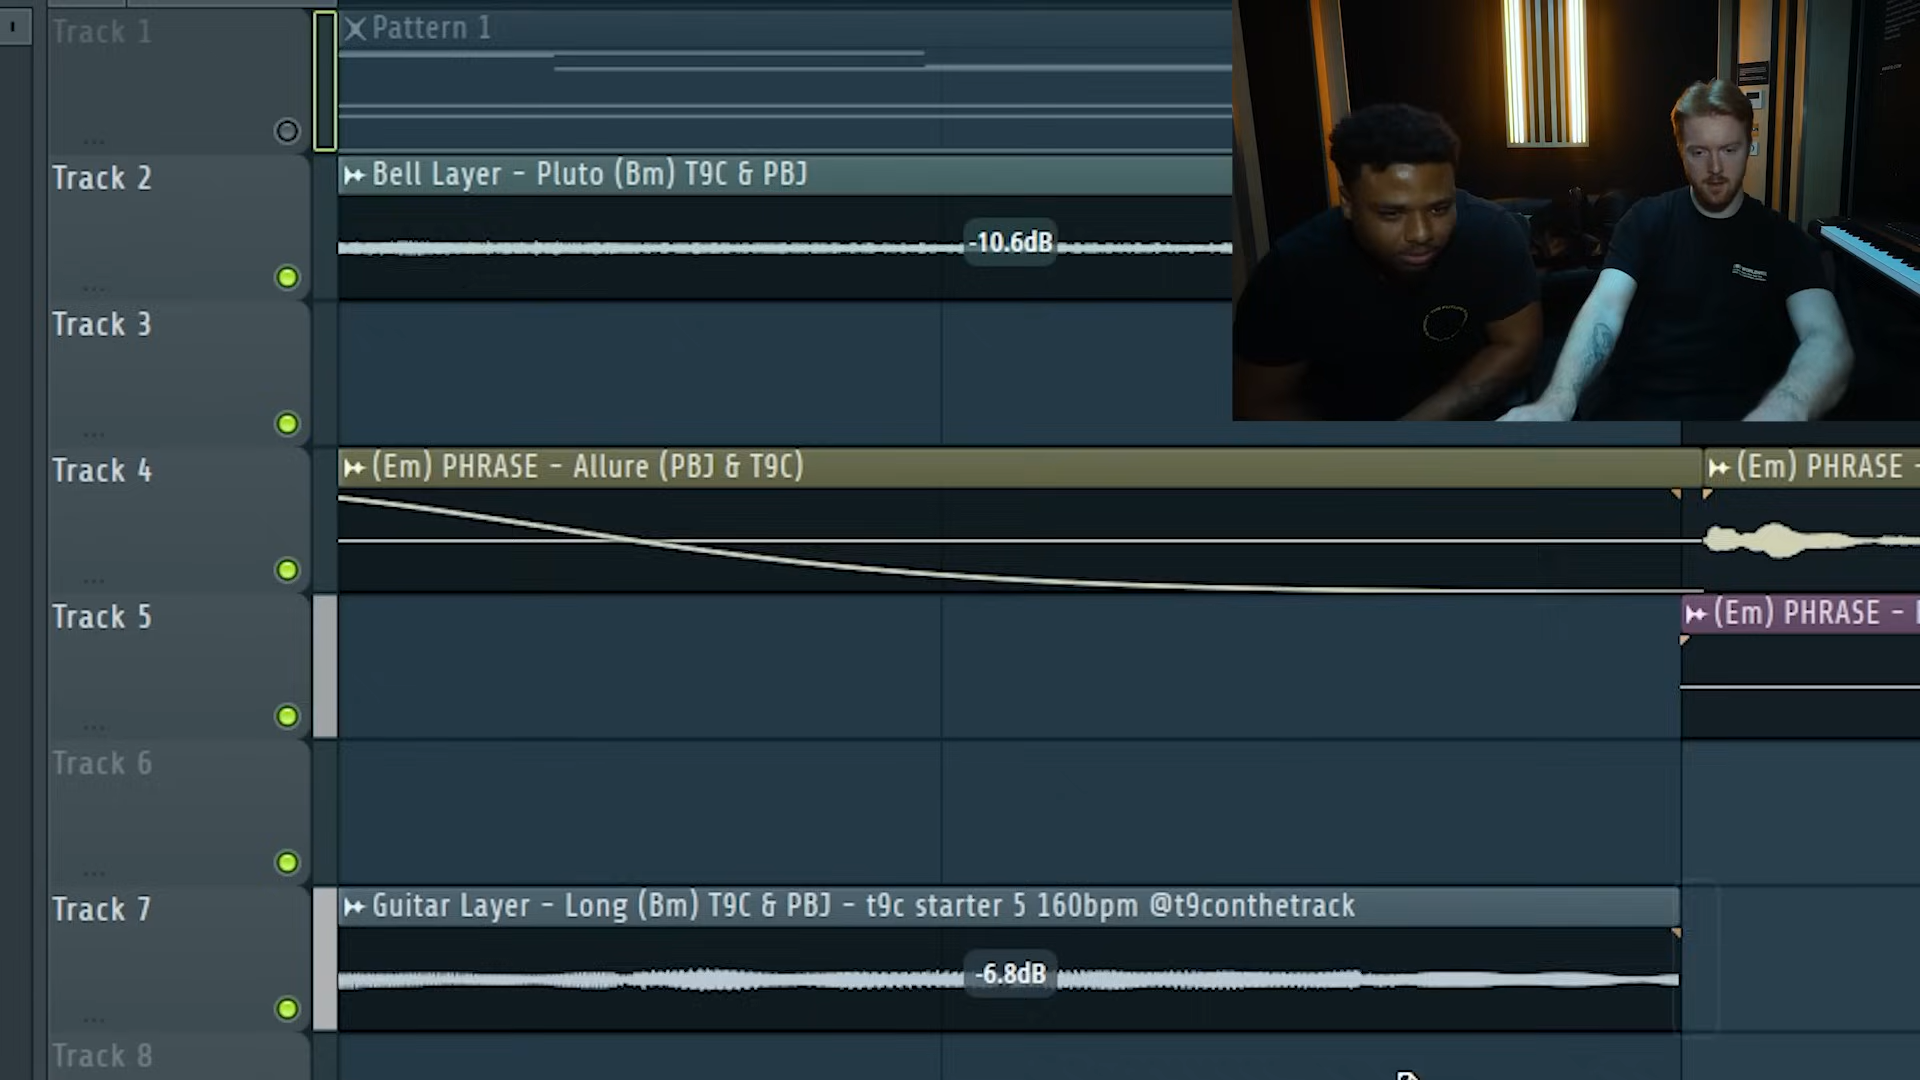 Track 1
Pattern 1
Track 2
Bell Layer - Pluto (Bm) T9C & PBJ
-10.6dB
Track 3
Track 4
(Em) PHRASE - Allure (PBJ & T9C)
(Em) PHRASE -
Track 5
(Em) PHRASE -
Track 6
Track 7
Guitar Layer - Long (Bm) T9C & PBJ - t9c starter 5 160bpm @t9conthetrack
-6.8dB
Track 8